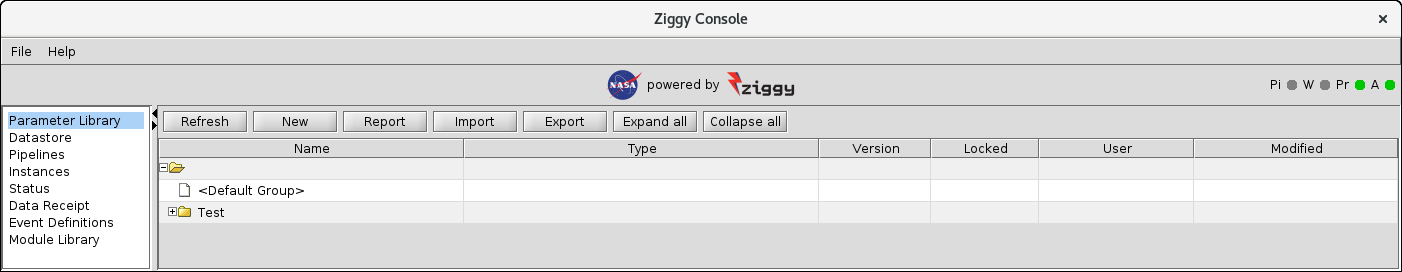 Ziggy Console
File Help
NASA powered by ziggy Pi W Pr A
Refresh New Report Import Export Expand all Collapse all
Parameter Library
Datastore
Pipelines
Instances
Status
Data Receipt
Event Definitions
Module Library
Name Type Version Locked User Modified
<Default Group>
Test